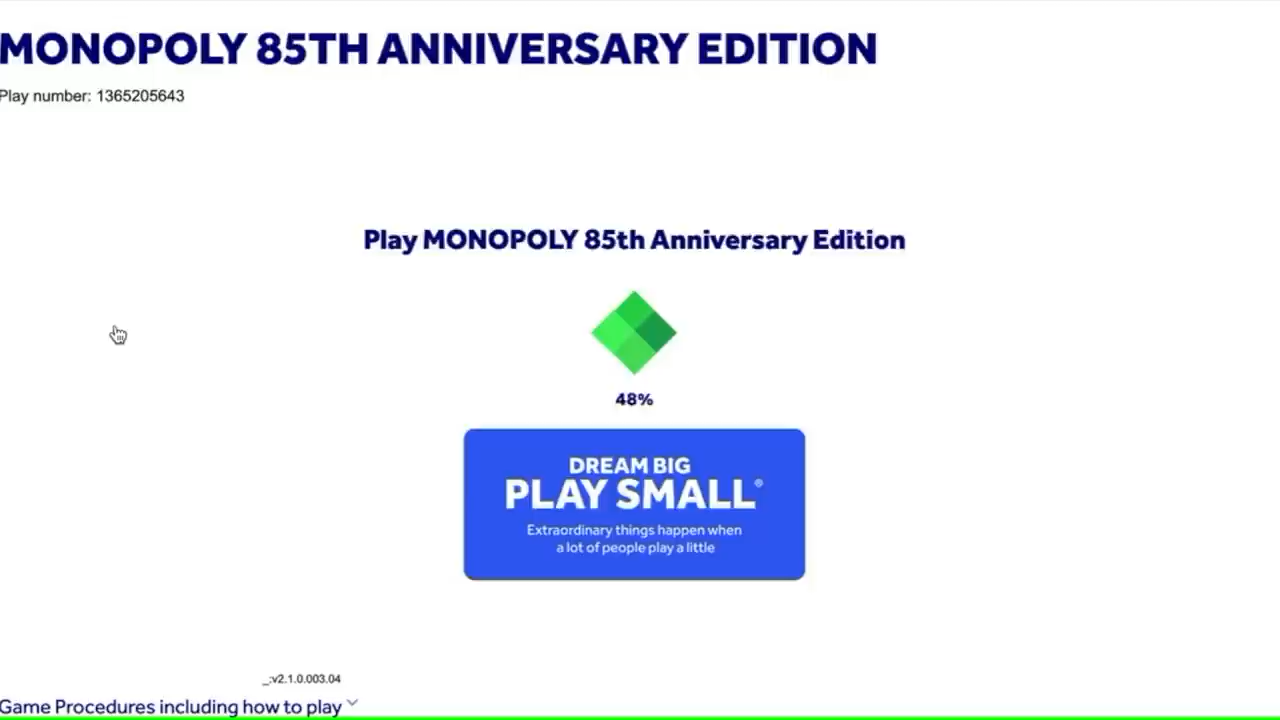 MONOPOLY 85TH ANNIVERSARY EDITION
Play number: 1365205643
Play MONOPOLY 85th Anniversary Edition
48%
DREAM BIG
PLAY SMALL®
Extraordinary things happen when
a lot of people play a little
_:v2.1.0.003.04
Game Procedures including how to play